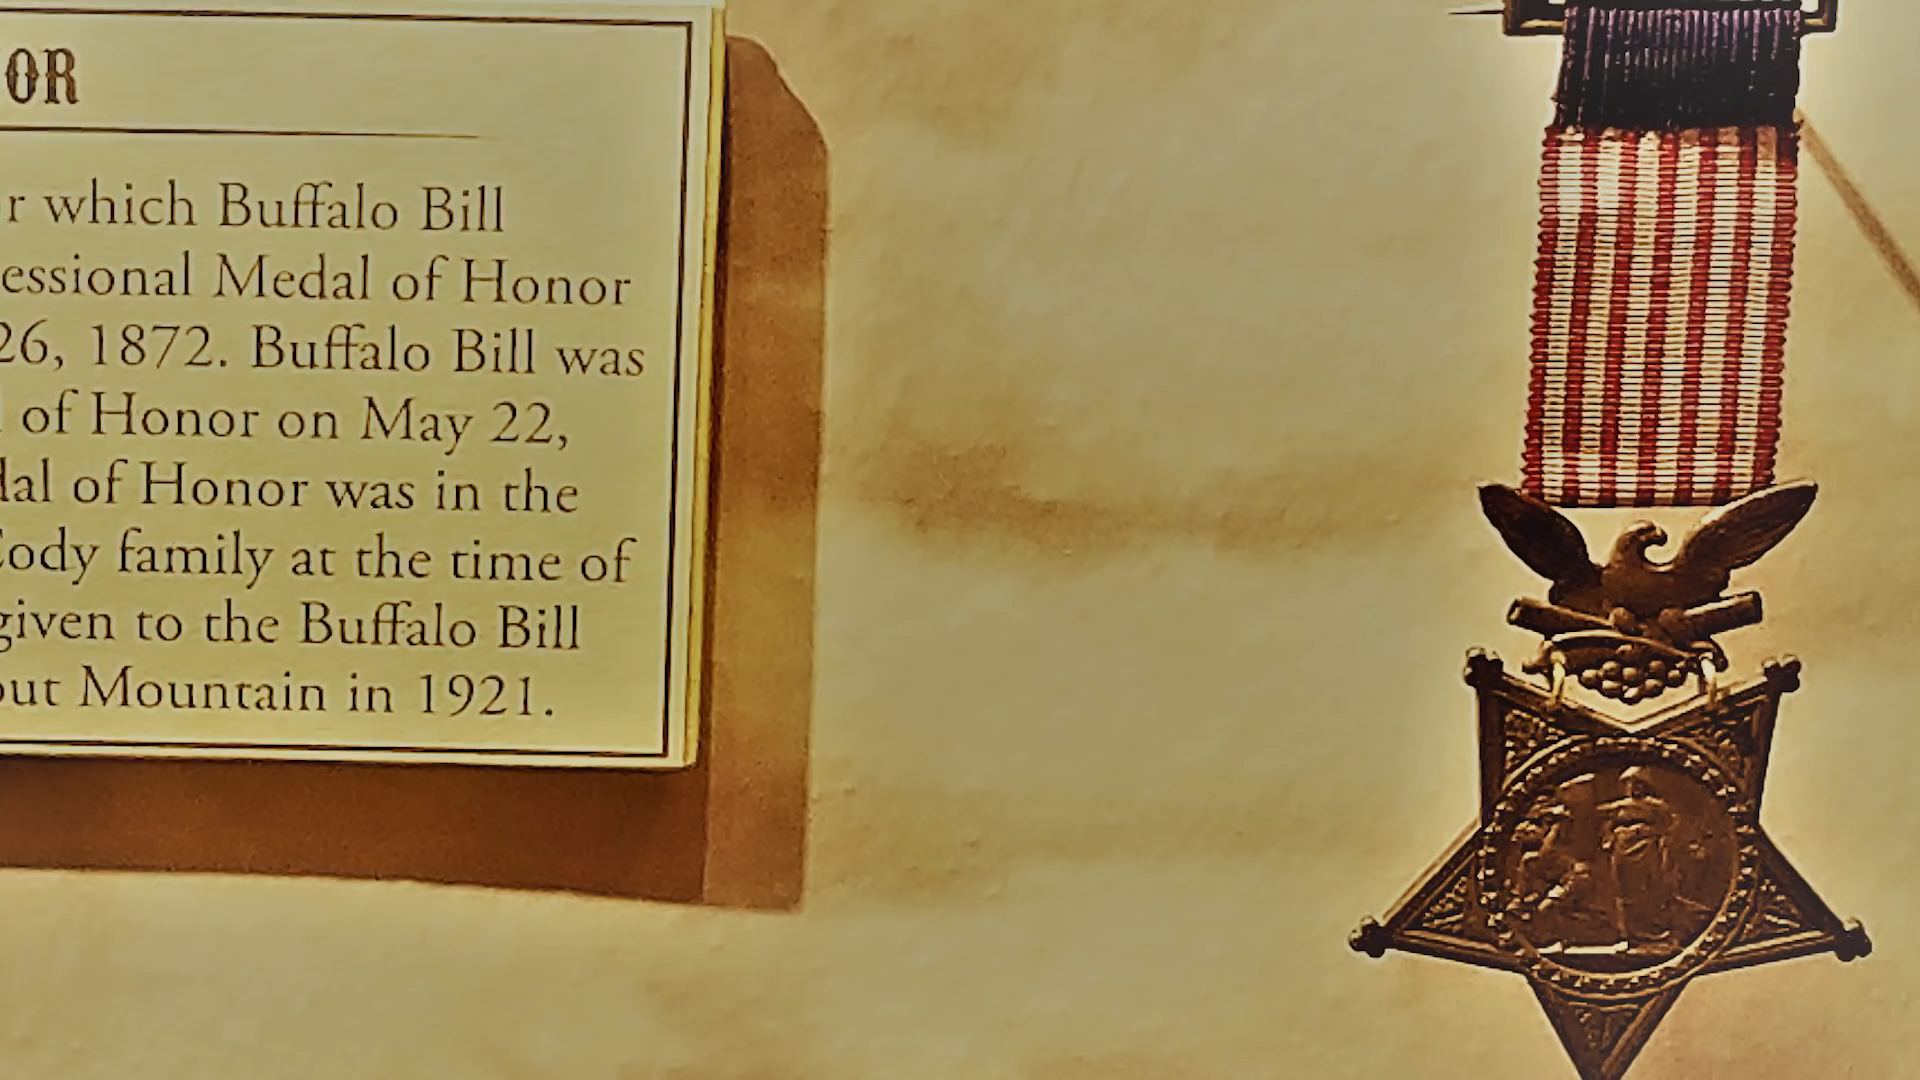 OR
r which Buffalo Bill
essional Medal of Honor
26, 1872. Buffalo Bill was
of Honor on May 22,
dal of Honor was in the
Cody family at the time of
given to the Buffalo Bill
out Mountain in 1921.